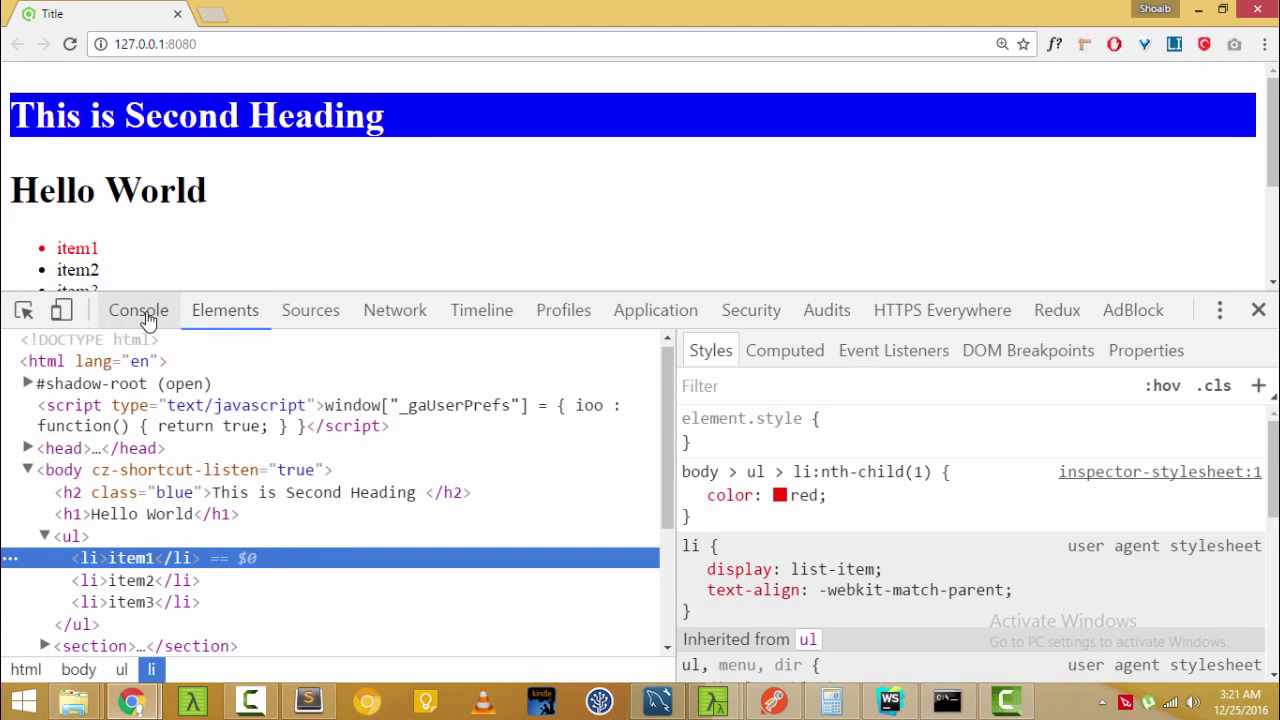 Title
Shoaib
127.0.0.1:8080
f?
LI
This is Second Heading
Hello World
• item1
• item2
Console Elements Sources Network Timeline Profiles Application Security Audits HTTPS Everywhere Redux AdBlock
<!DOCTYPE html>
<html lang="en">
#shadow-root (open)
<script type="text/javascript">window["_gaUserPrefs"] = { ioo :
function() { return true; } }</script>
<head>…</head>
<body cz-shortcut-listen="true">
<h2 class="blue">This is Second Heading </h2>
<h1>Hello World</h1>
<ul>
<li>item1</li> == $0
<li>item2</li>
<li>item3</li>
</ul>
<section>…</section>
html body ul li
Styles Computed Event Listeners DOM Breakpoints Properties
Filter :hov .cls +
element.style {
}
body > ul > li:nth-child(1) { inspector-stylesheet:1
color: red;
}
li { user agent stylesheet
display: list-item;
text-align: -webkit-match-parent;
}
Activate Windows
Go to PC settings to activate Windows.
Inherited from ul
ul, menu, dir { user agent stylesheet
kindle
WS
3:21 AM
12/25/2016